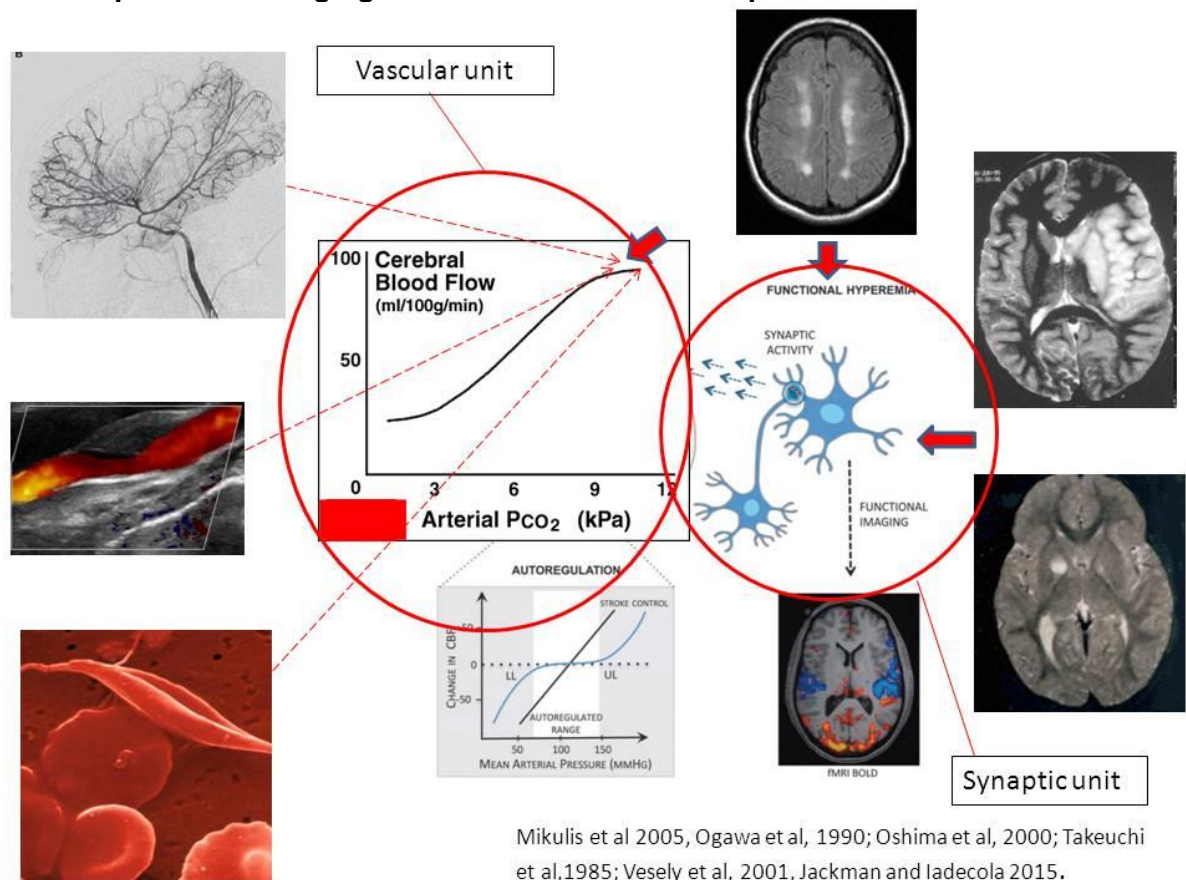 B
Vascular unit
100
Cerebral
Blood Flow
(ml/100g/min)
50
0
3
6
9
12
Arterial PCO2 (kPa)
FUNCTIONAL HYPEREMIA
SYNAPTIC
ACTIVITY
FUNCTIONAL
IMAGING
AUTOREGULATION
STROKE CONTROL
CHANGE IN CBF
50
0
-50
LL
UL
AUTOREGULATED
RANGE
50
100
150
MEAN ARTERIAL PRESSURE (MMHG)
fMRI BOLD
Synaptic unit
Mikulis et al 2005, Ogawa et al, 1990; Oshima et al, 2000; Takeuchi
et al,1985; Vesely et al, 2001, Jackman and Iadecola 2015.